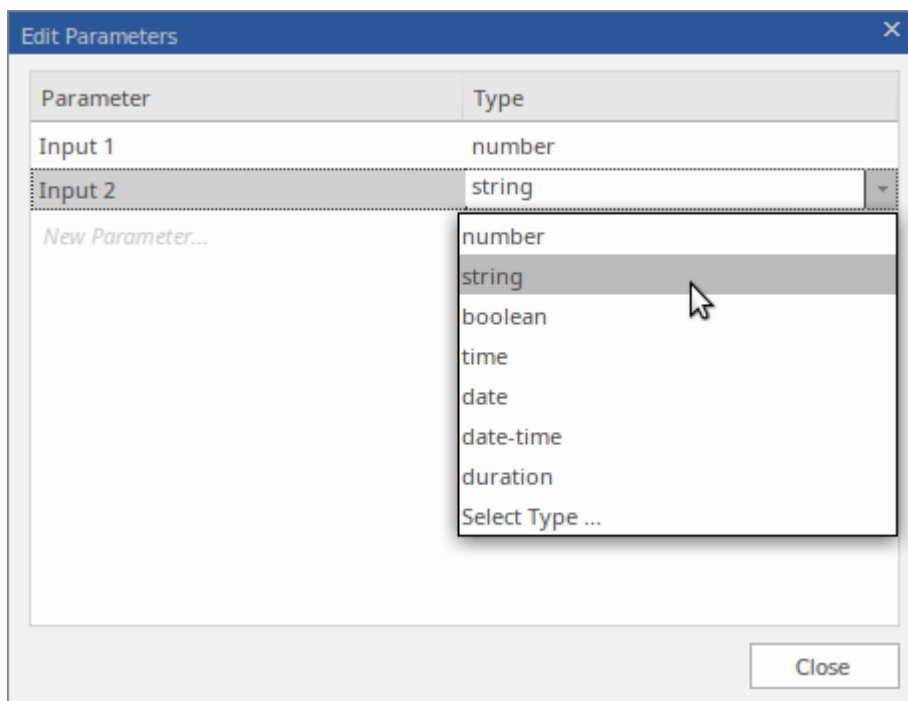 Edit Parameters
Parameter Type
Input 1 number
Input 2 string
New Parameter...
number
string
boolean
time
date
date-time
duration
Select Type ...
Close